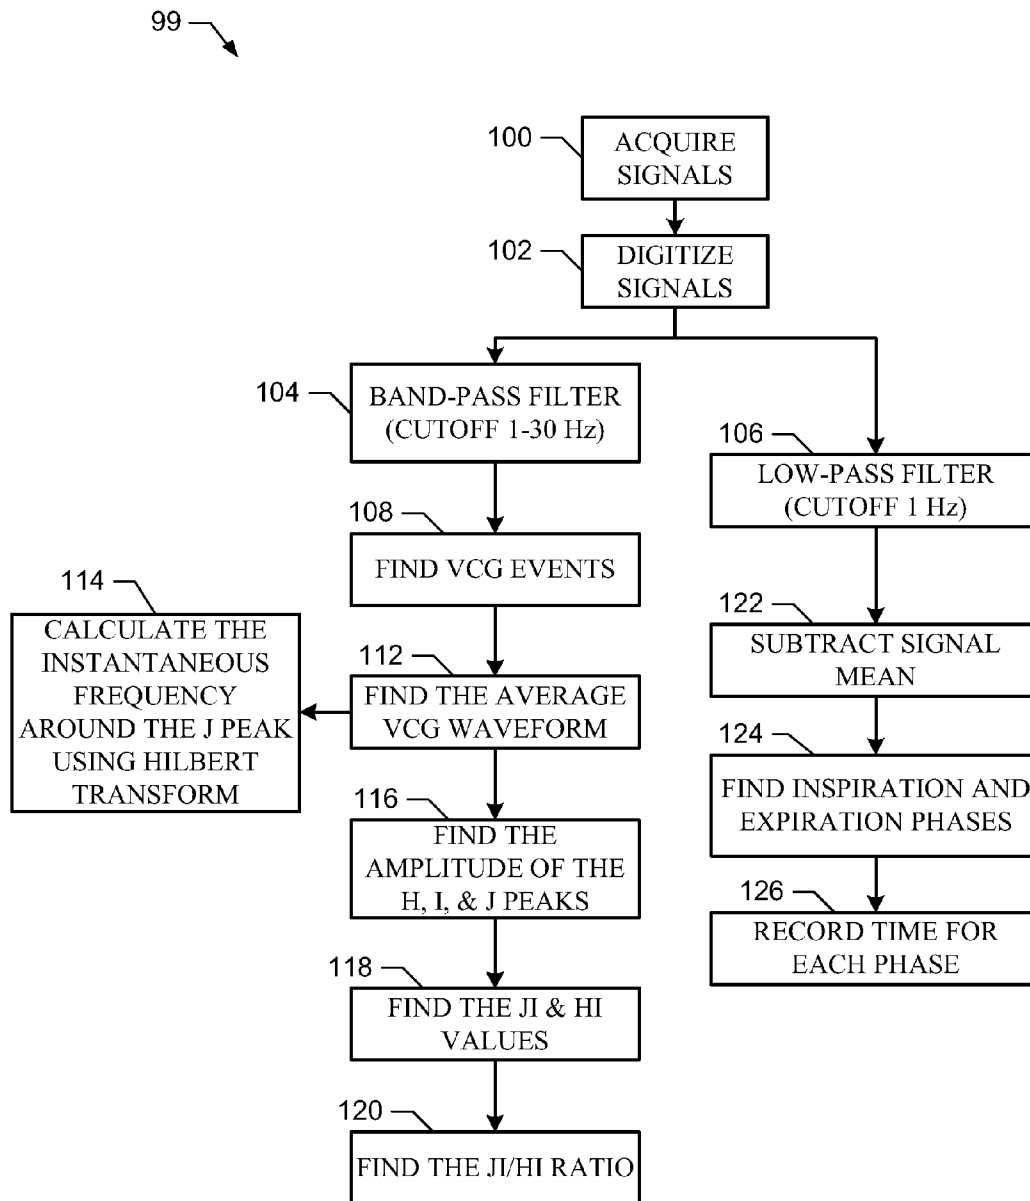 99
100
ACQUIRE
SIGNALS
102
DIGITIZE
SIGNALS
104
BAND-PASS FILTER
(CUTOFF 1-30 Hz)
106
LOW-PASS FILTER
(CUTOFF 1 Hz)
108
FIND VCG EVENTS
114
CALCULATE THE
INSTANTANEOUS
FREQUENCY
AROUND THE J PEAK
USING HILBERT
TRANSFORM
112
FIND THE AVERAGE
VCG WAVEFORM
122
SUBTRACT SIGNAL
MEAN
116
FIND THE
AMPLITUDE OF THE
H, I, & J PEAKS
124
FIND INSPIRATION AND
EXPIRATION PHASES
118
FIND THE JI & HI
VALUES
126
RECORD TIME FOR
EACH PHASE
120
FIND THE JI/HI RATIO